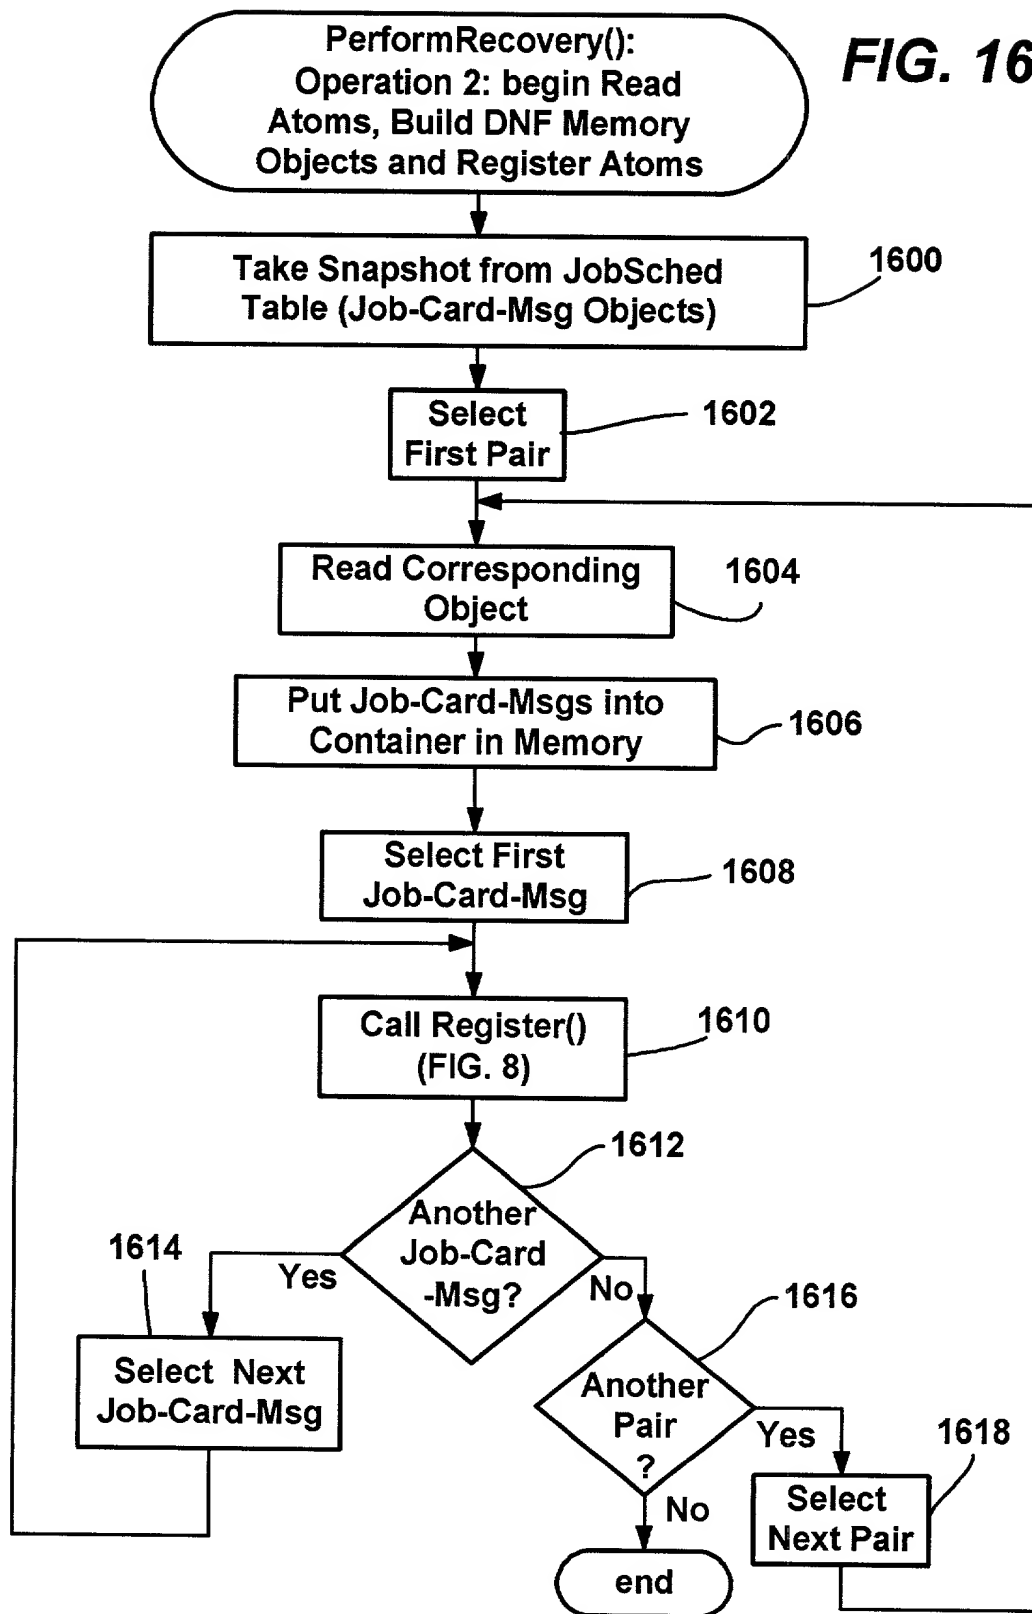 PerformRecovery():
Operation 2: begin Read
Atoms, Build DNF Memory
Objects and Register Atoms
FIG. 16
Take Snapshot from JobSched
Table (Job-Card-Msg Objects)
1600
Select
First Pair
1602
Read Corresponding
Object
1604
Put Job-Card-Msgs into
Container in Memory
1606
Select First
Job-Card-Msg
1608
Call Register()
(FIG. 8)
1610
Another
Job-Card
-Msg?
1612
Yes
No
1614
Select Next
Job-Card-Msg
1616
Another
Pair
?
Yes
No
1618
Select
Next Pair
end